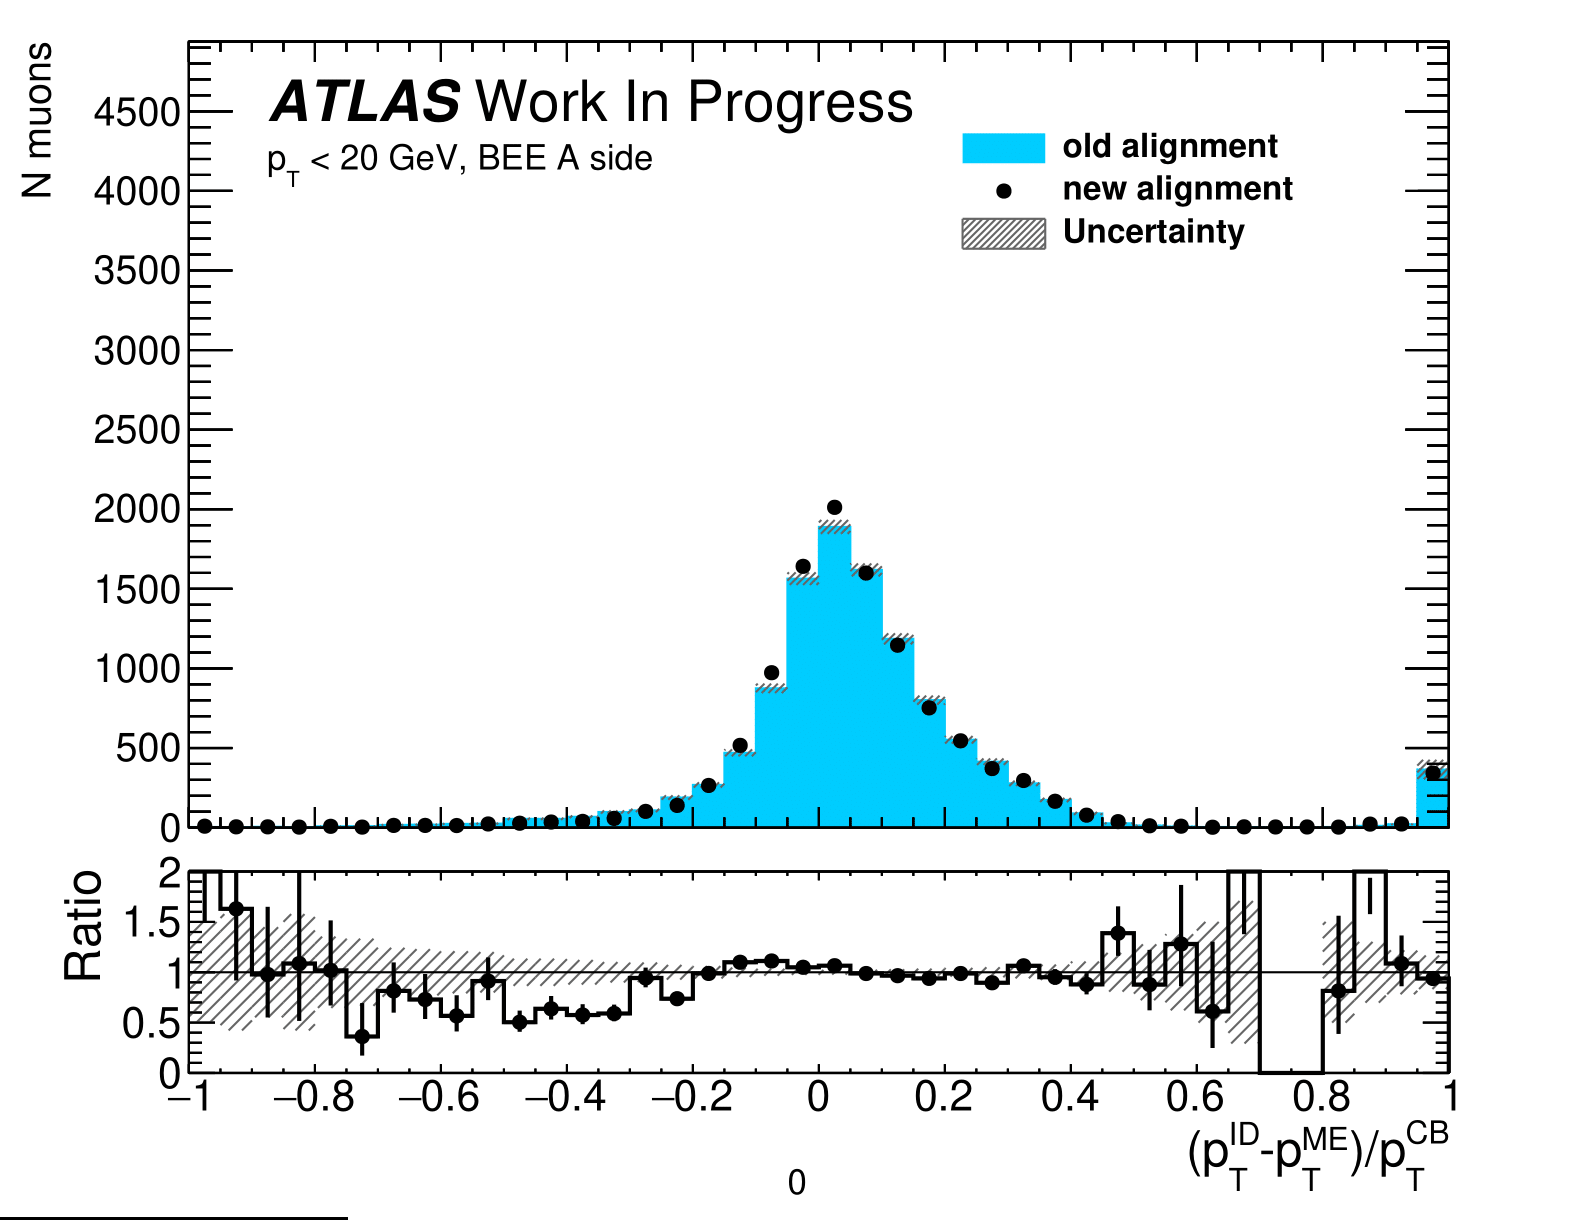 N muons
ATLAS Work In Progress
p_T < 20 GeV, BEE A side
old alignment
new alignment
Uncertainty
4500
4000
3500
3000
2500
2000
1500
1000
500
0
Ratio
2
1.5
1
0.5
0
−1 −0.8 −0.6 −0.4 −0.2 0 0.2 0.4 0.6 0.8 1
(p_T^ID-p_T^ME)/p_T^CB
0